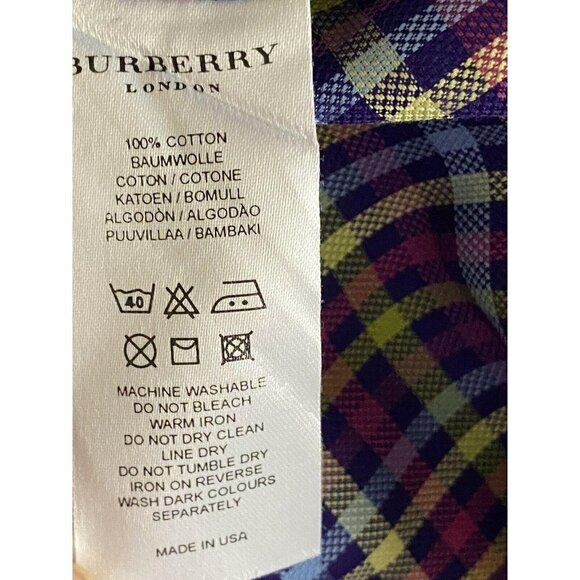 BURBERRY
LONDON
100% COTTON
BAUMWOLLE
COTON / COTONE
KATOEN / BOMULL
ALGODÒN / ALGODÀO
PUUVILLAA / BAMBAKI
40
MACHINE WASHABLE
DO NOT BLEACH
WARM IRON
DO NOT DRY CLEAN
LINE DRY
DO NOT TUMBLE DRY
IRON ON REVERSE
WASH DARK COLOURS
SEPARATELY
MADE IN USA